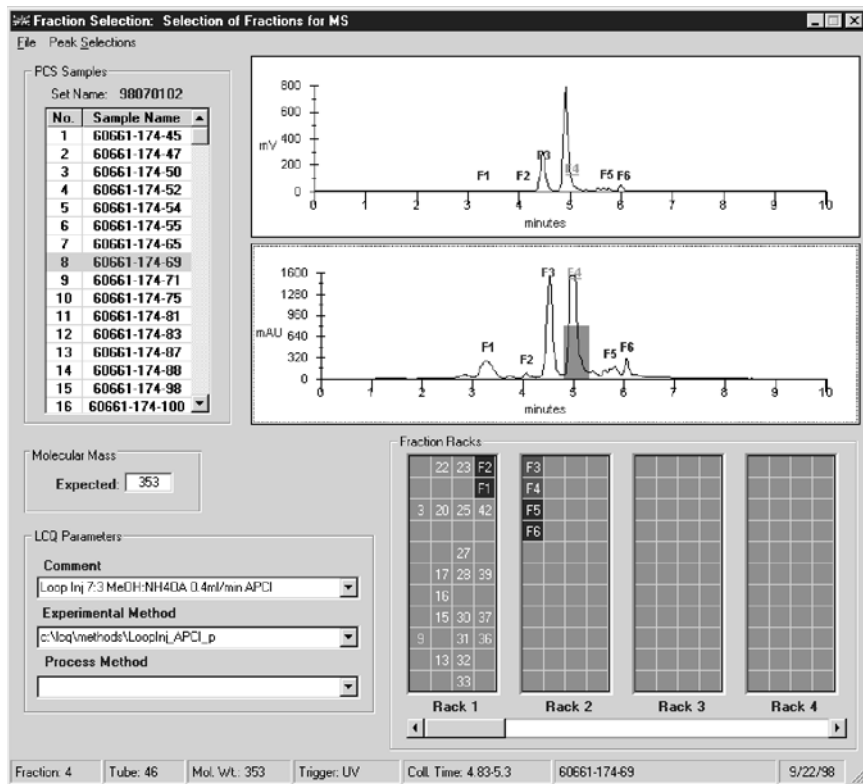 Fraction Selection: Selection of Fractions for MS
File Peak Selections
PCS Samples
Set Name: 98070102
No. Sample Name
1 60661-174-45
2 60661-174-47
3 60661-174-50
4 60661-174-52
5 60661-174-54
6 60661-174-55
7 60661-174-65
8 60661-174-69
9 60661-174-71
10 60661-174-75
11 60661-174-81
12 60661-174-83
13 60661-174-87
14 60661-174-88
15 60661-174-98
16 60661-174-100
800
600
mV 400
200
0
F1 F2 F3 F4 F5 F6
0 1 2 3 4 5 6 7 8 9 10
minutes
1600
1280
960
mAU 640
320
0
F1 F2 F3 F4 F5 F6
0 1 2 3 4 5 6 7 8 9 10
minutes
Molecular Mass
Expected: 353
LCQ Parameters
Comment
Loop Inj 7:3 MeOH:NH4OA 0.4ml/min APCI
Experimental Method
c:\lcq\methods\LoopInj_APCI_p
Process Method
Fraction Racks
22 23 F2
F1
3 20 25 42
27
17 28 39
16
15 30 37
9 31 36
13 32
33
F3
F4
F5
F6
Rack 1 Rack 2 Rack 3 Rack 4
Fraction: 4 Tube: 46 Mol. Wt.: 353 Trigger: UV Coll. Time: 4.83-5.3 60661-174-69 9/22/98